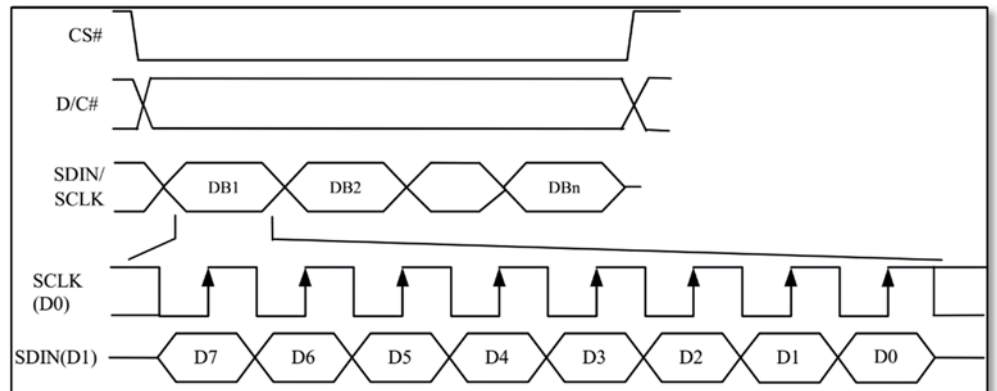 CS#
D/C#
SDIN/
SCLK
DB1 DB2 DBn
SCLK
(D0)
SDIN(D1) D7 D6 D5 D4 D3 D2 D1 D0